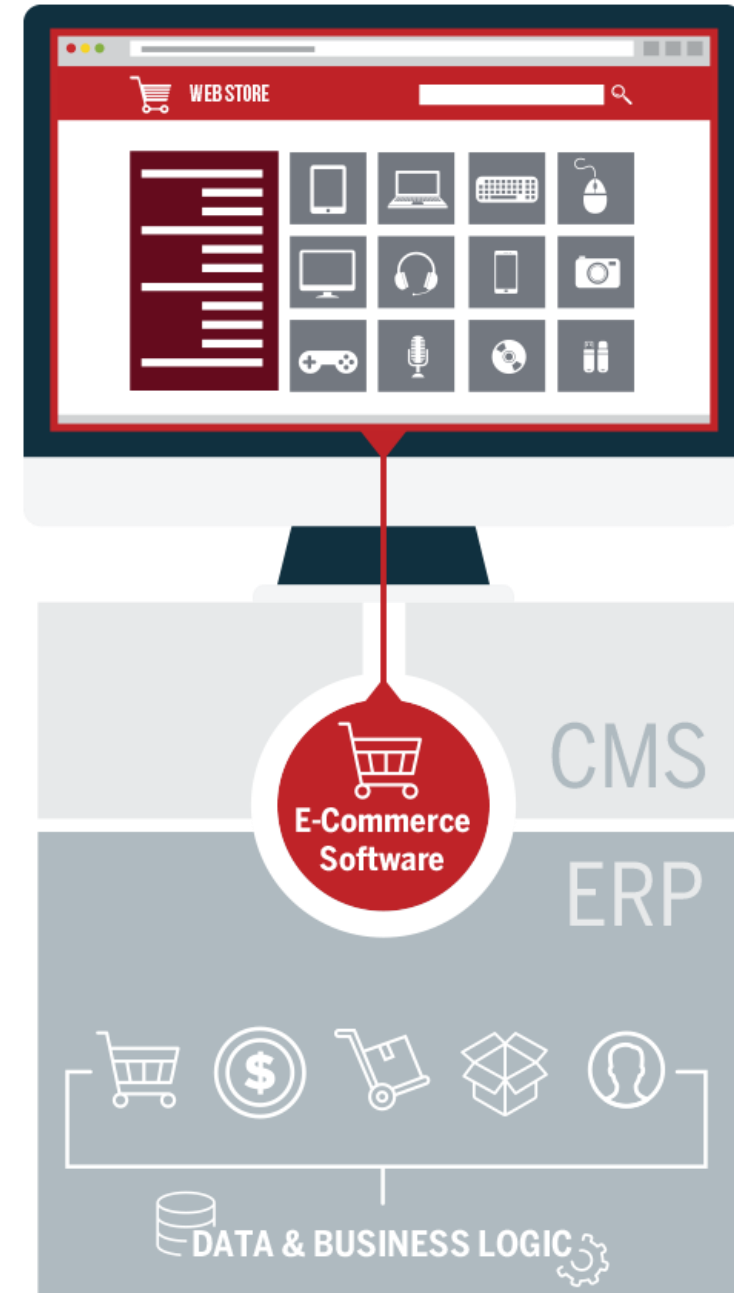 WEB STORE
CMS
E-Commerce
Software
ERP
$
DATA & BUSINESS LOGIC